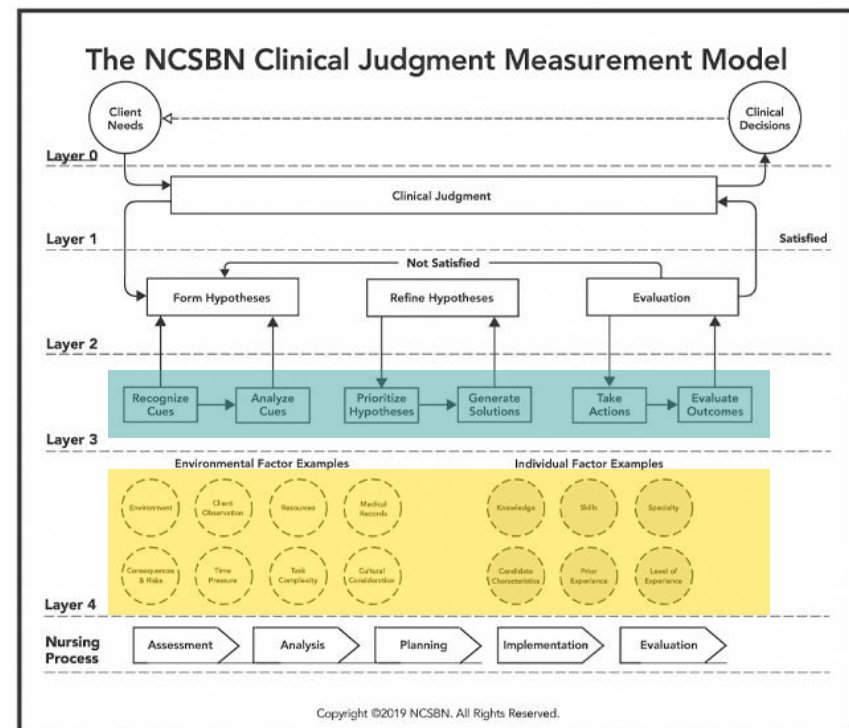 The NCSBN Clinical Judgment Measurement Model
Client
Needs
Clinical
Decisions
Layer 0
Clinical Judgment
Layer 1
Satisfied
Not Satisfied
Form Hypotheses
Refine Hypotheses
Evaluation
Layer 2
Recognize
Cues
Analyze
Cues
Prioritize
Hypotheses
Generate
Solutions
Take
Actions
Evaluate
Outcomes
Layer 3
Environmental Factor Examples
Individual Factor Examples
Environment
Client
Observation
Resources
Medical
Records
Knowledge
Skills
Specialty
Consequences
& Risks
Time
Pressure
Task
Complexity
Cultural
Consideration
Candidate
Characteristics
Prior
Experience
Level of
Experience
Layer 4
Nursing
Process
Assessment
Analysis
Planning
Implementation
Evaluation
Copyright ©2019 NCSBN. All Rights Reserved.